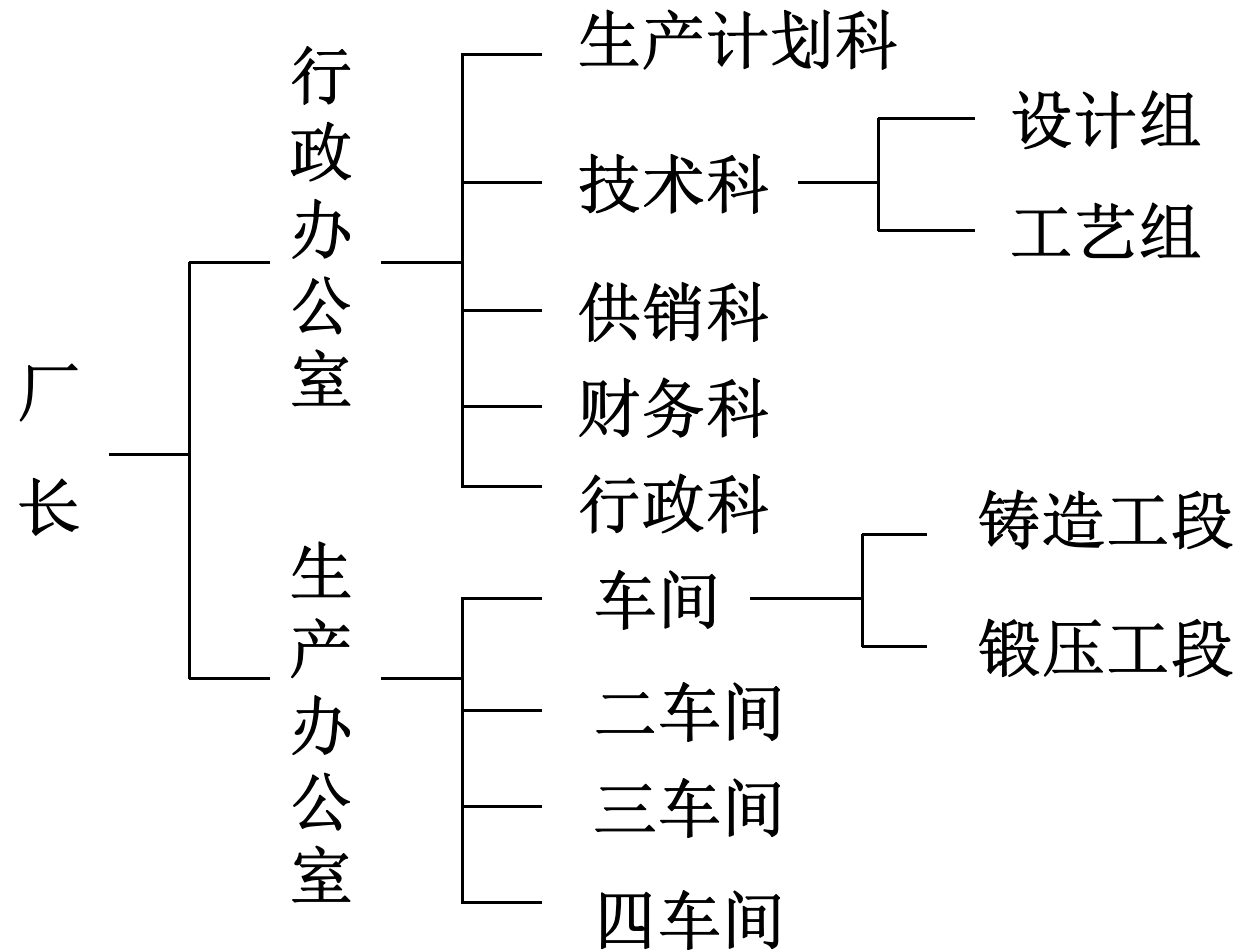 厂长
行政办公室
生产计划科
技术科
设计组
工艺组
供销科
财务科
行政科
生产办公室
车间
铸造工段
锻压工段
二车间
三车间
四车间